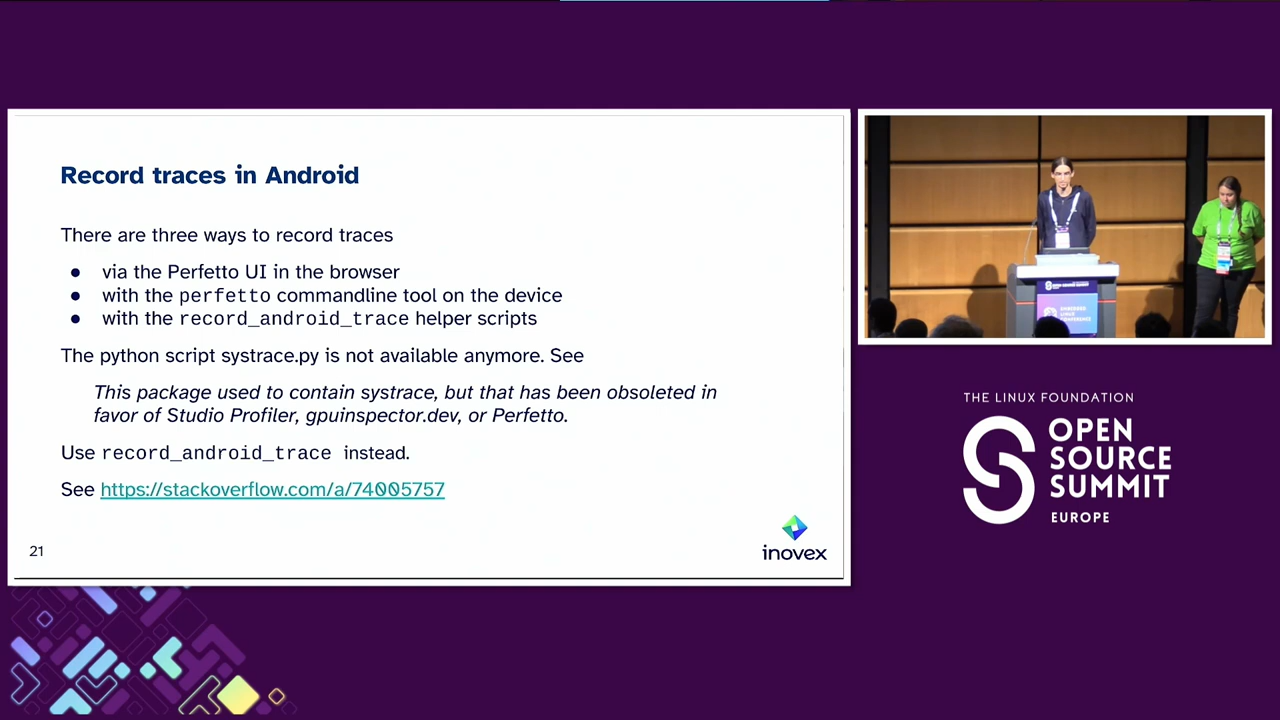 Record traces in Android
There are three ways to record traces
● via the Perfetto UI in the browser
● with the perfetto commandline tool on the device
● with the record_android_trace helper scripts
The python script systrace.py is not available anymore. See
This package used to contain systrace, but that has been obsoleted in
favor of Studio Profiler, gpuinspector.dev, or Perfetto.
Use record_android_trace instead.
See https://stackoverflow.com/a/74005757
21
inovex
THE LINUX FOUNDATION
OPEN
SOURCE
SUMMIT
EUROPE